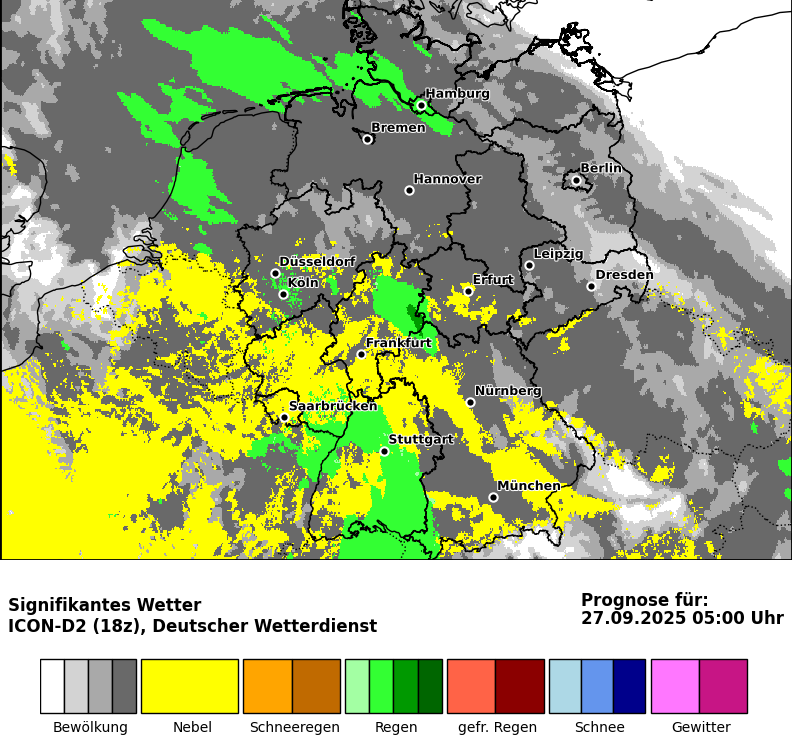 Hamburg
Bremen
Berlin
Hannover
Leipzig
Düsseldorf
Dresden
Erfurt
Köln
Frankfurt
Nürnberg
Saarbrücken
Stuttgart
München
Signifikantes Wetter
ICON-D2 (18z), Deutscher Wetterdienst
Prognose für:
27.09.2025 05:00 Uhr
Bewölkung Nebel Schneeregen Regen gefr. Regen Schnee Gewitter